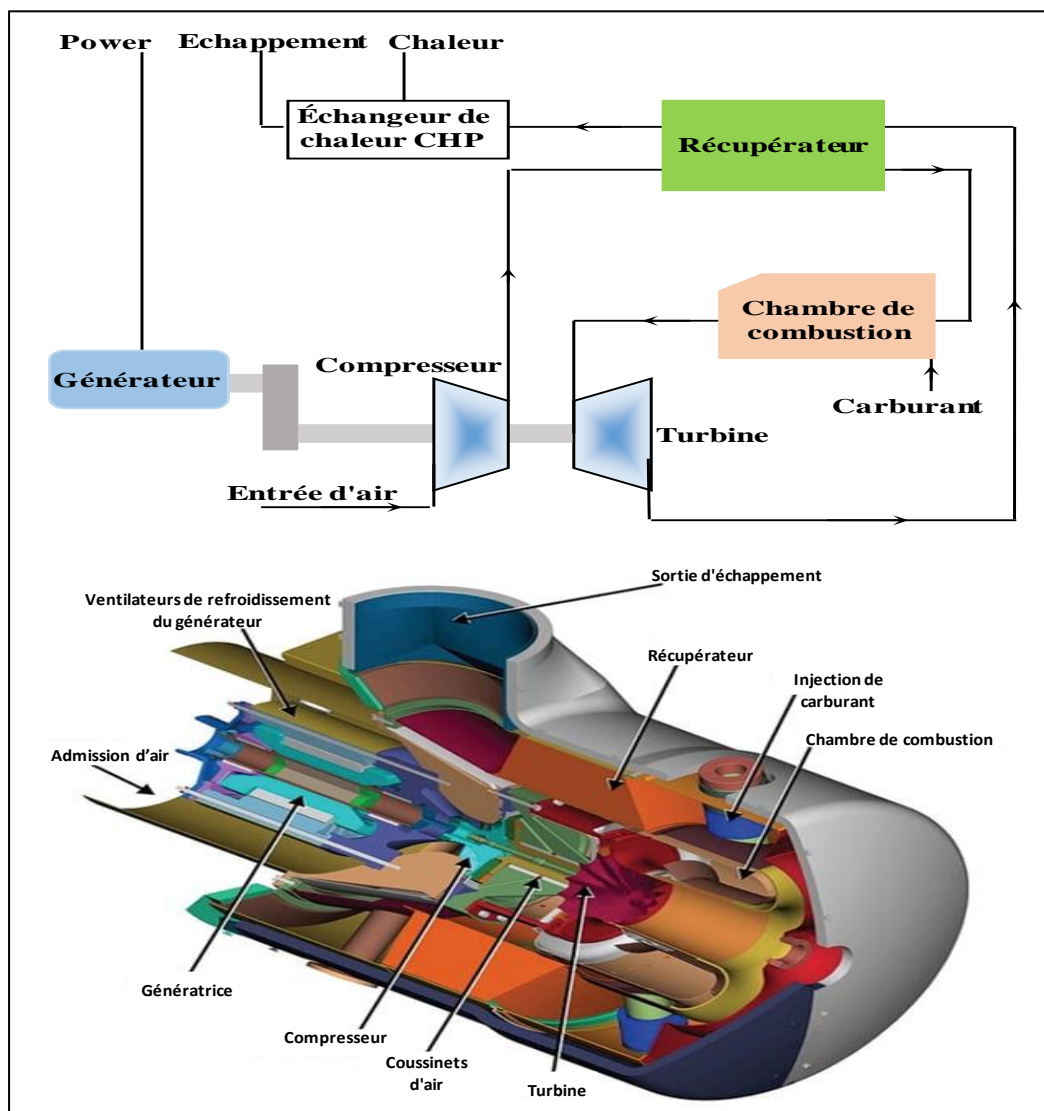 Power
Echappement
Chaleur
Échangeur de
chaleur CHP
Récupérateur
Chambre de
combustion
Compresseur
Générateur
Carburant
Turbine
Entrée d'air
Sortie d'échappement
Ventilateurs de refroidissement
du générateur
Récupérateur
Injection de
carburant
Chambre de combustion
Admission d'air
Génératrice
Compresseur
Coussinets
d'air
Turbine